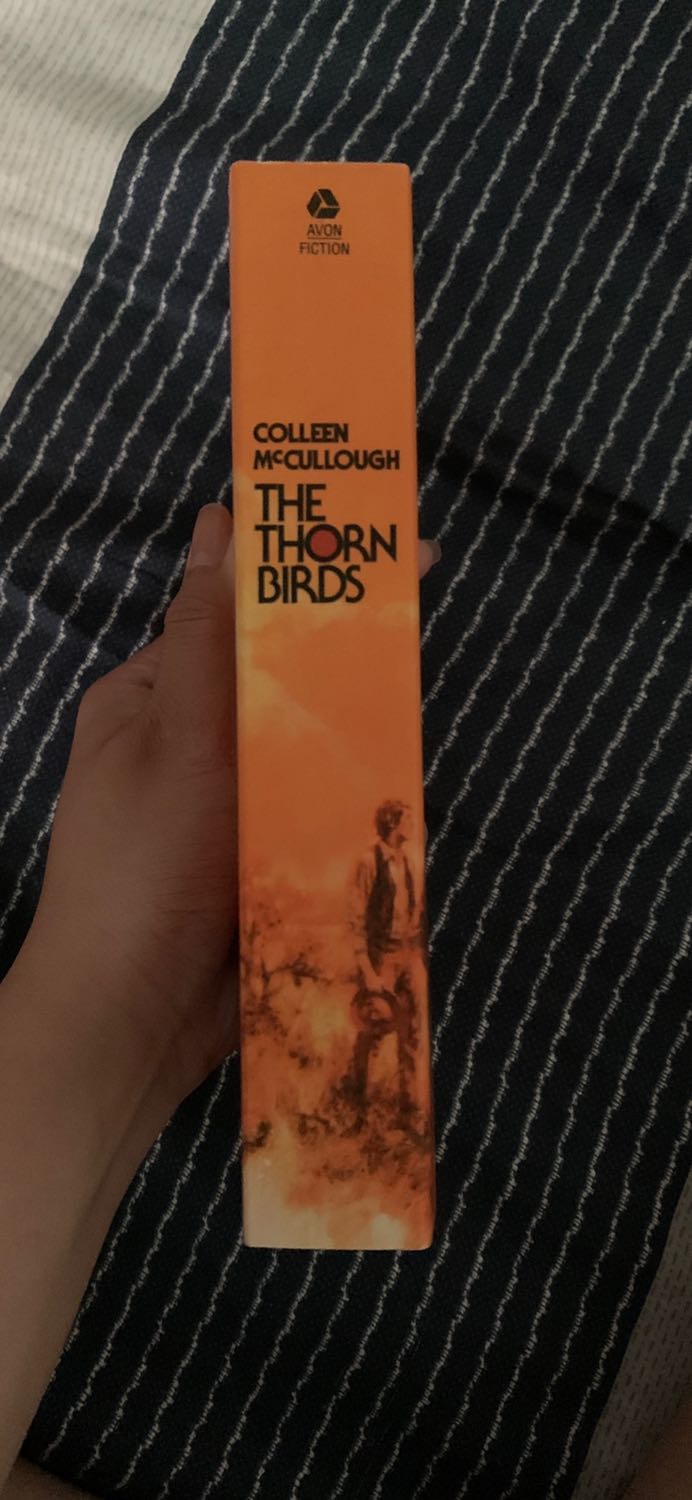 AVON
FICTION
COLLEEN
McCULLOUGH
THE
THORN
BIRDS